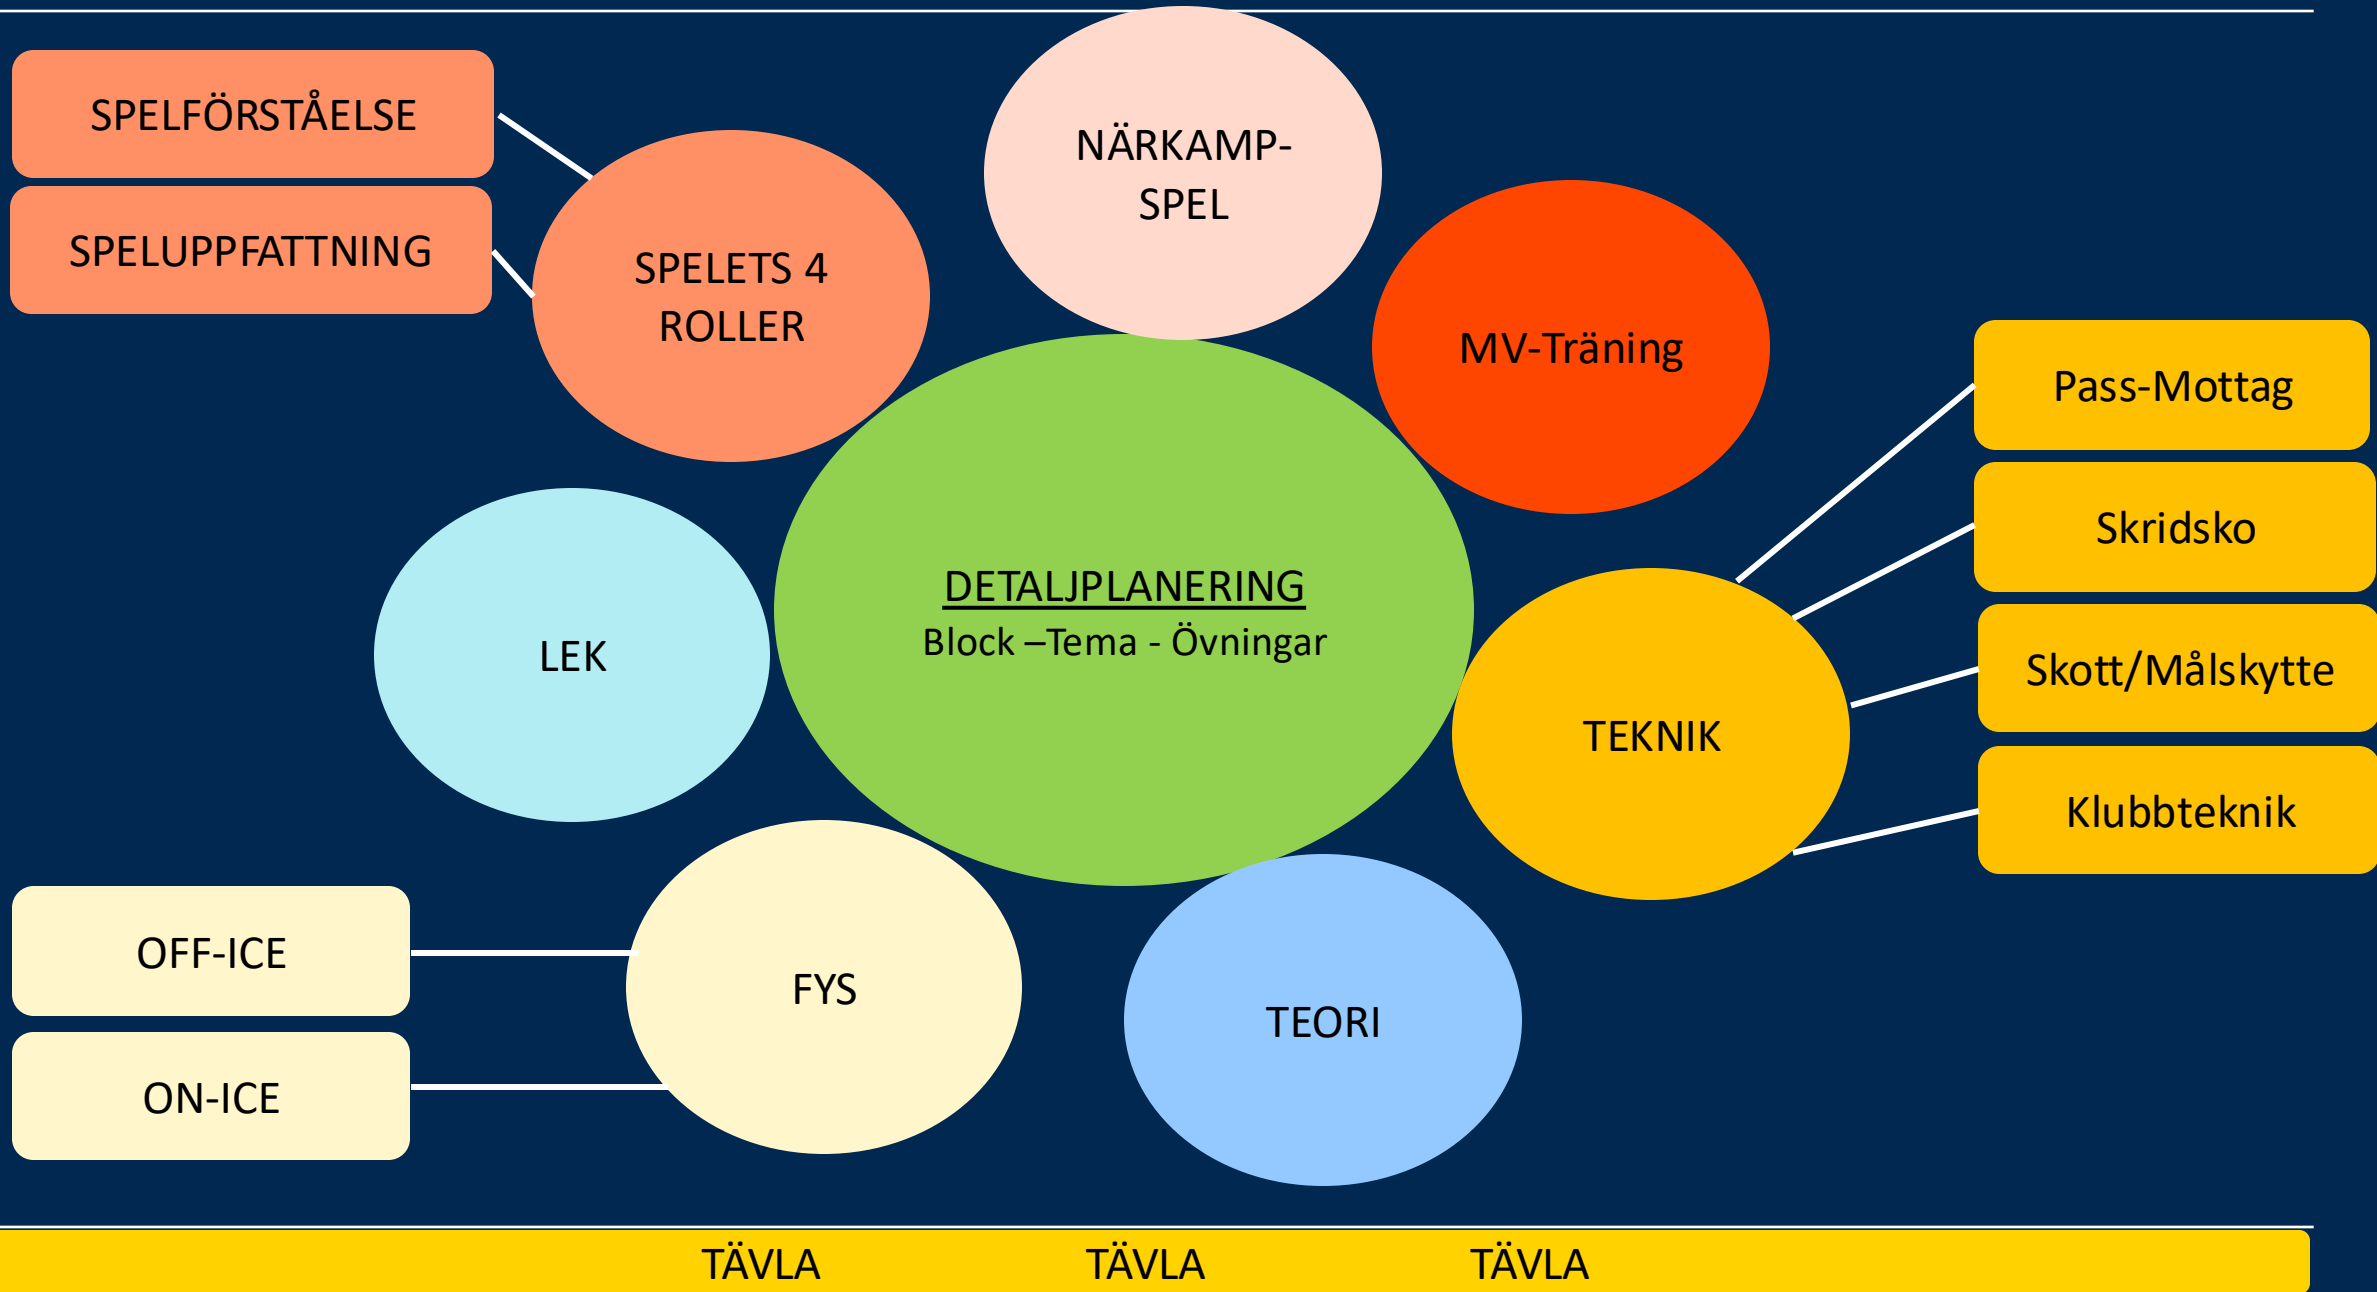 SPELFÖRSTÅELSE
SPELUPPFATTNING
SPELETS 4
ROLLER
NÄRKAMP-
SPEL
MV-Träning
Pass-Mottag
Skridsko
Skott/Målskytte
Klubbteknik
TEKNIK
DETALJPLANERING
Block –Tema - Övningar
LEK
OFF-ICE
ON-ICE
FYS
TEORI
TÄVLA TÄVLA TÄVLA